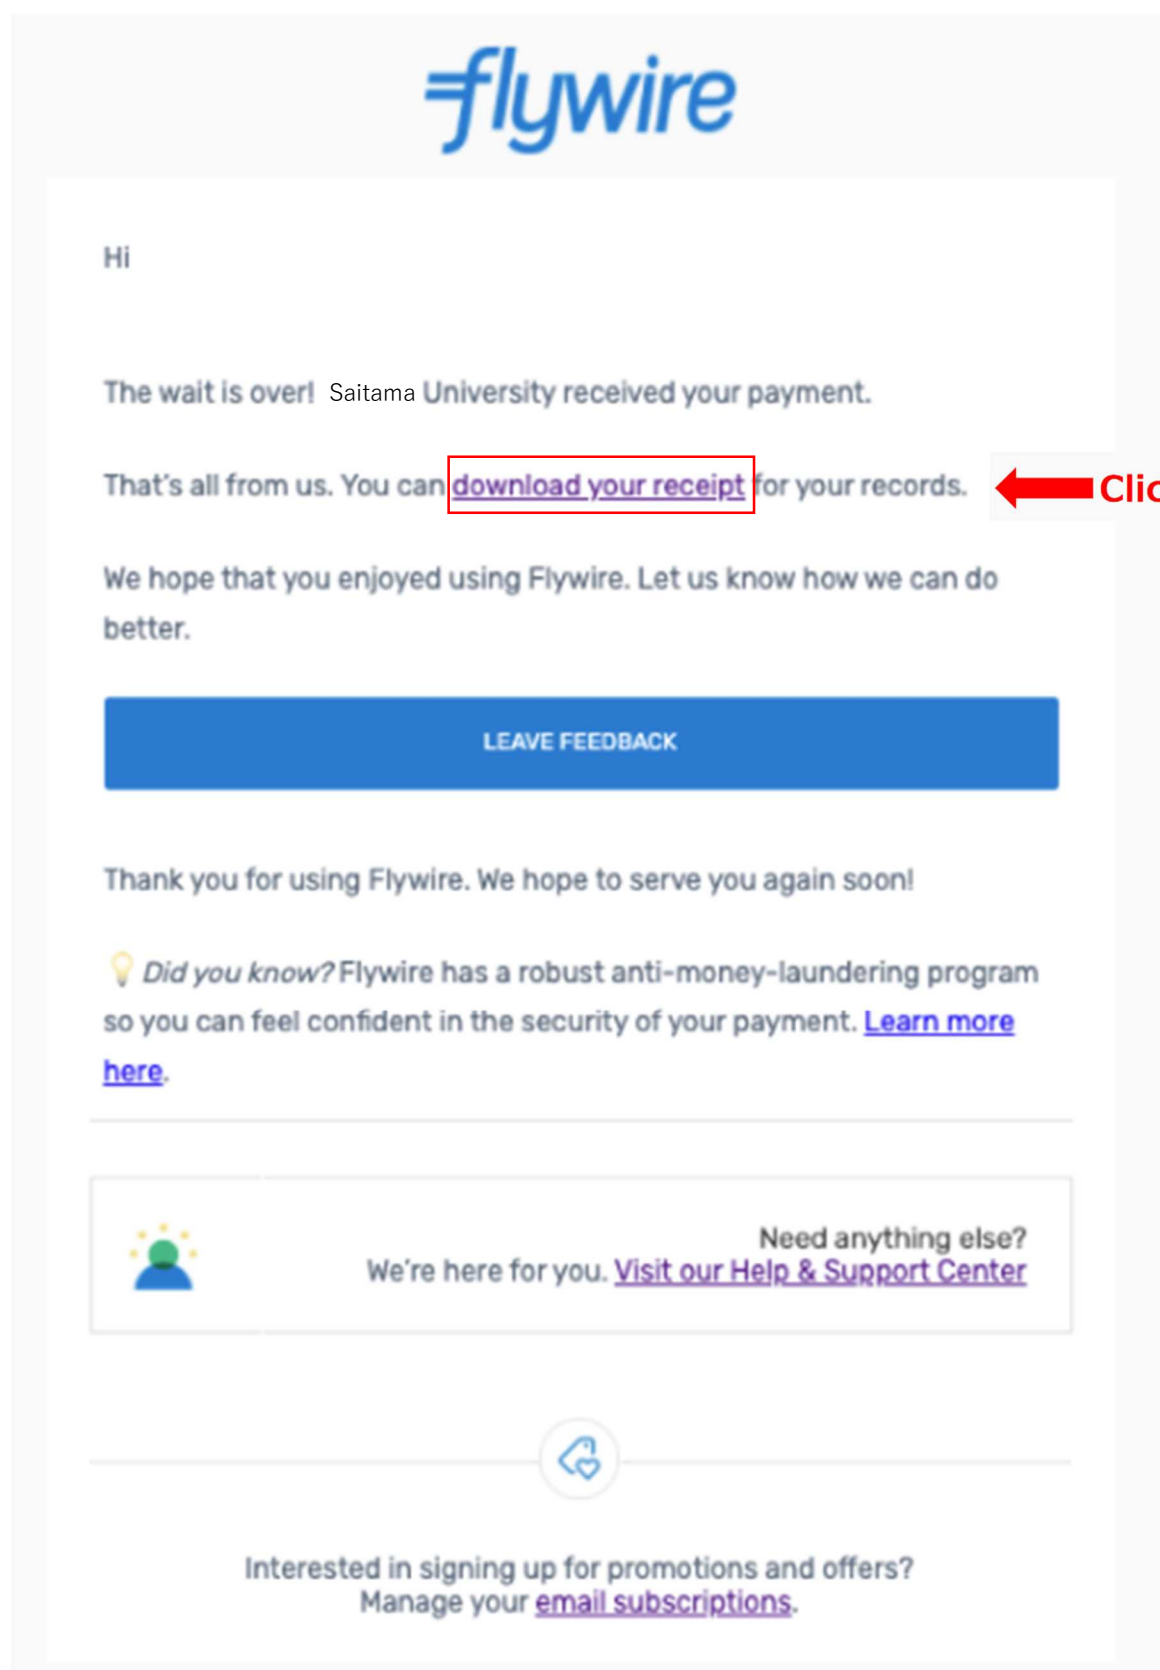 flywire
Hi
The wait is over! Saitama University received your payment.
That's all from us. You can download your receipt for your records.
Clic
We hope that you enjoyed using Flywire. Let us know how we can do
better.
LEAVE FEEDBACK
Thank you for using Flywire. We hope to serve you again soon!
Did you know? Flywire has a robust anti-money-laundering program
so you can feel confident in the security of your payment. Learn more
here.
Need anything else?
We're here for you. Visit our Help & Support Center
Interested in signing up for promotions and offers?
Manage your email subscriptions.